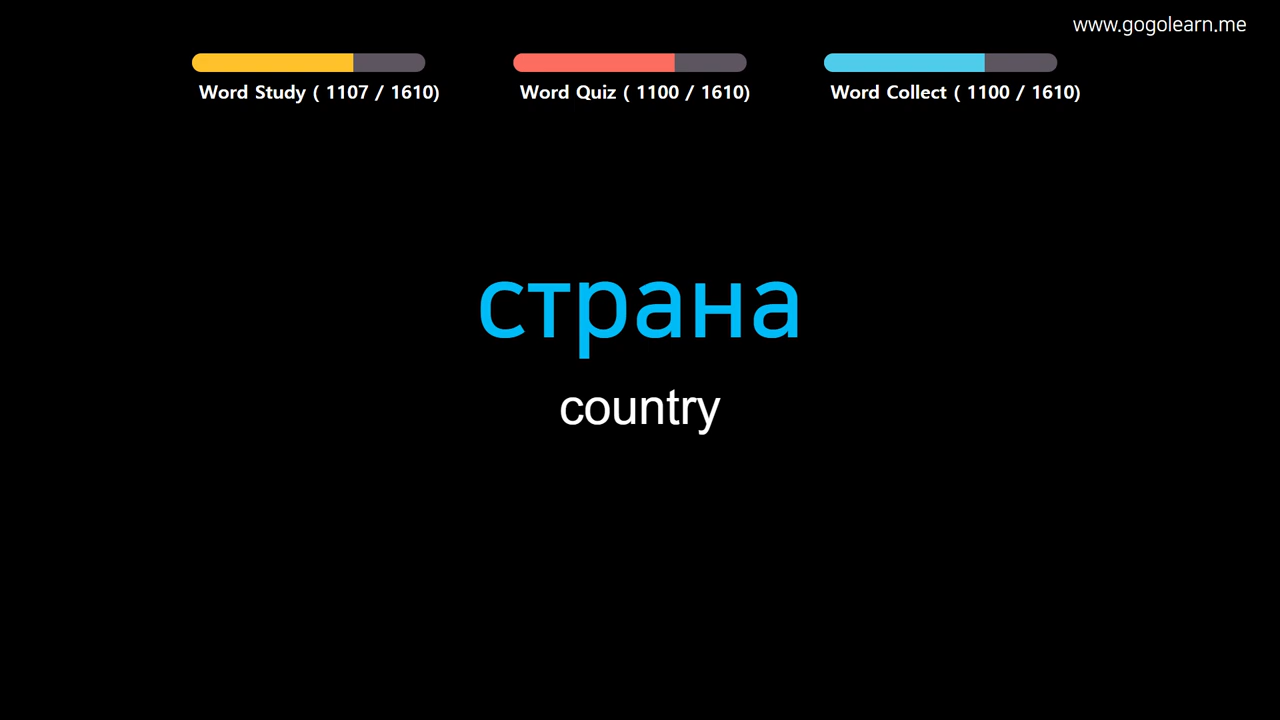 www.gogolearn.me
Word Study ( 1107 / 1610)
Word Quiz ( 1100 / 1610)
Word Collect ( 1100 / 1610)
страна
country